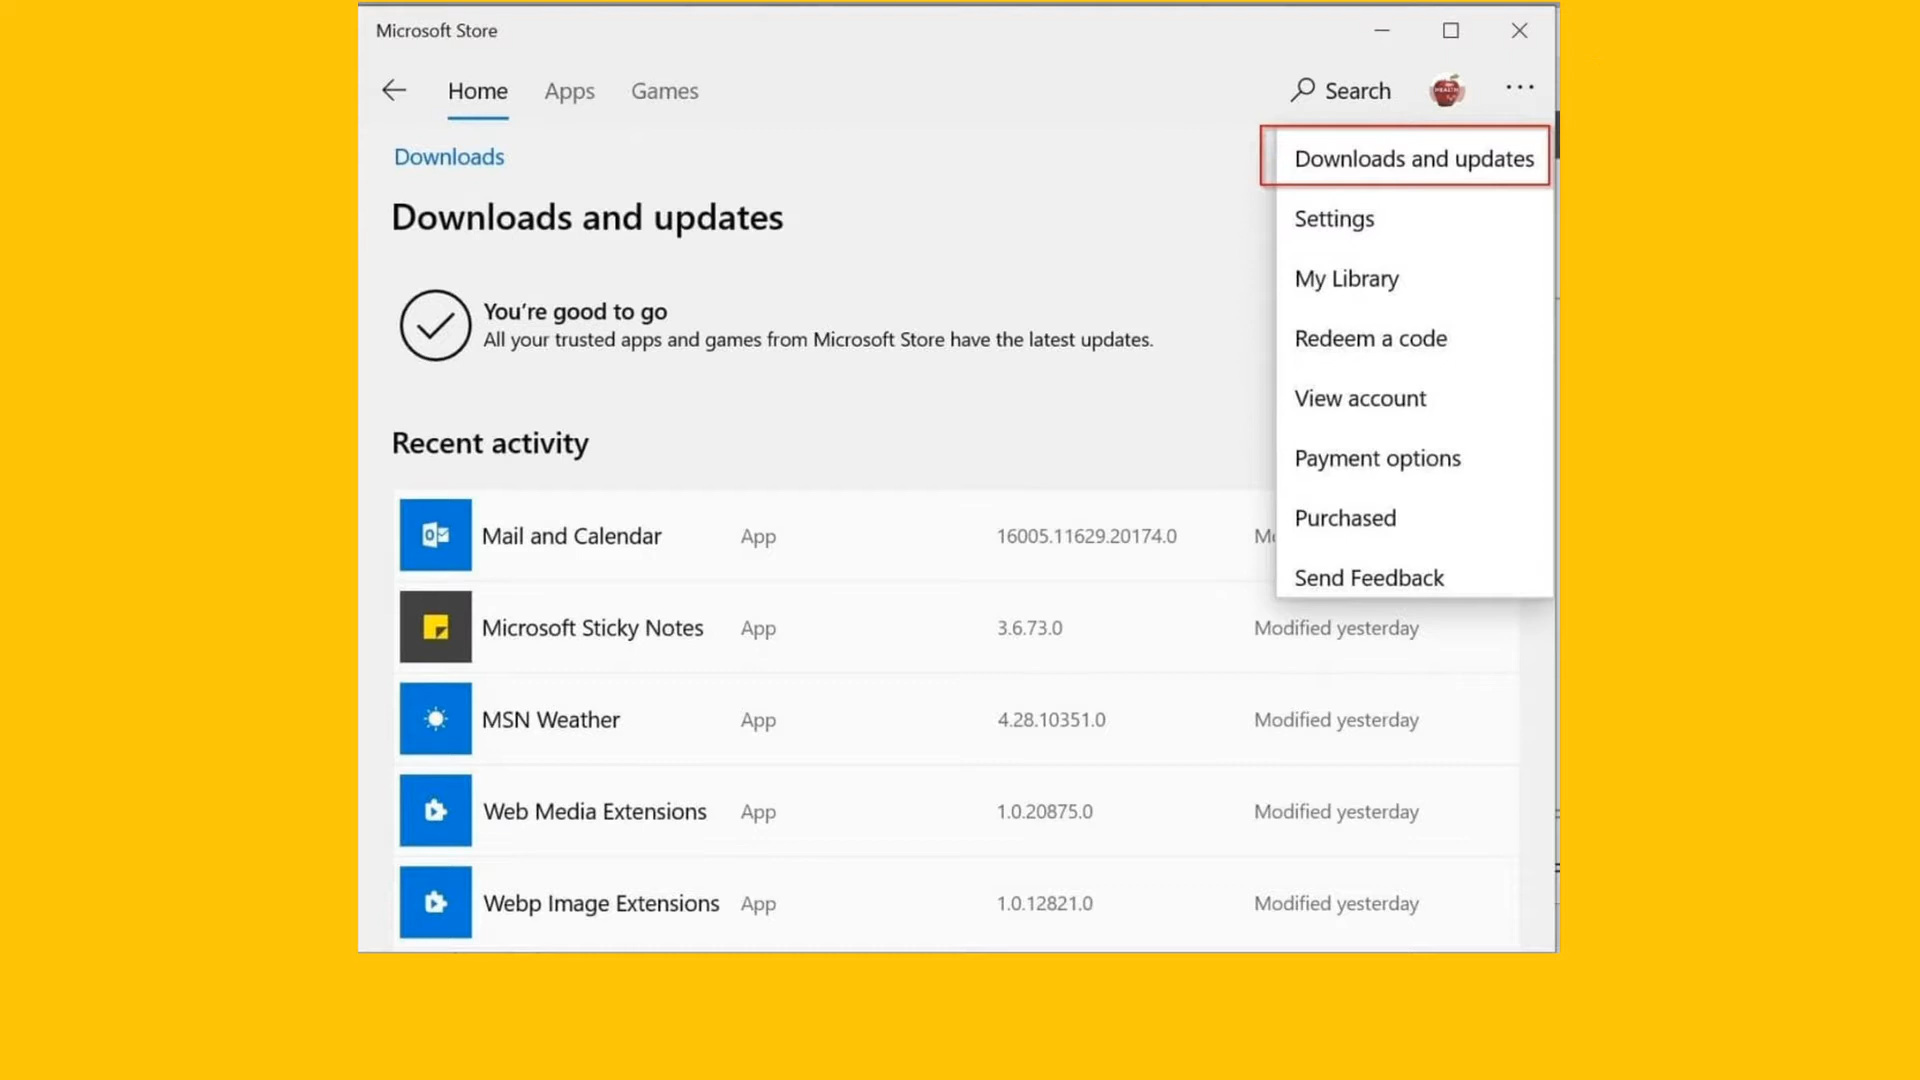 Microsoft Store
Home
Apps
Games
Search
Downloads
Downloads and updates
You're good to go
All your trusted apps and games from Microsoft Store have the latest updates.
Recent activity
Mail and Calendar App 16005.11629.20174.0
Microsoft Sticky Notes App 3.6.73.0 Modified yesterday
MSN Weather App 4.28.10351.0 Modified yesterday
Web Media Extensions App 1.0.20875.0 Modified yesterday
Webp Image Extensions App 1.0.12821.0 Modified yesterday
Downloads and updates
Settings
My Library
Redeem a code
View account
Payment options
Purchased
Send Feedback